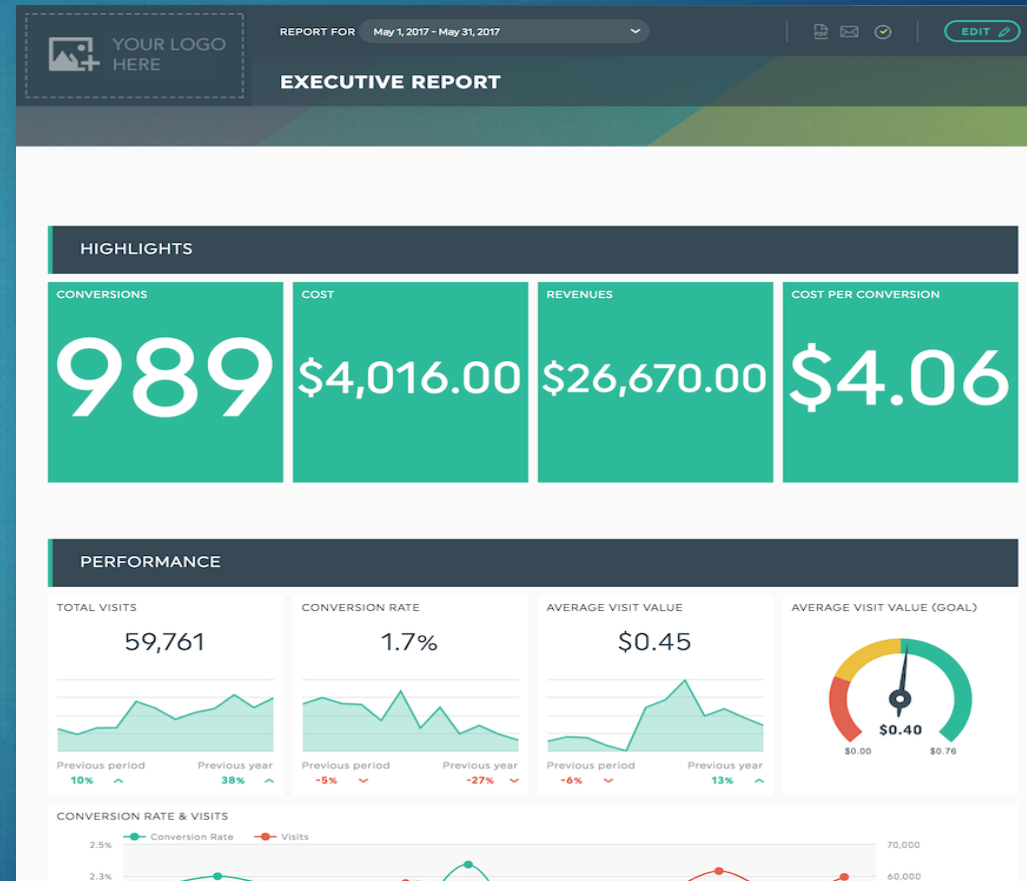 YOUR LOGO
HERE
REPORT FOR May 1, 2017 - May 31, 2017
PDF
EDIT
EXECUTIVE REPORT
HIGHLIGHTS
CONVERSIONS
989
COST
$4,016.00
REVENUES
$26,670.00
COST PER CONVERSION
$4.06
PERFORMANCE
TOTAL VISITS
59,761
Previous period Previous year
10% 38%
CONVERSION RATE
1.7%
Previous period Previous year
-5% -27%
AVERAGE VISIT VALUE
$0.45
Previous period Previous year
-6% 13%
AVERAGE VISIT VALUE (GOAL)
$0.40
$0.00 $0.76
CONVERSION RATE & VISITS
Conversion Rate Visits
2.5% 70,000
2.3% 60,000